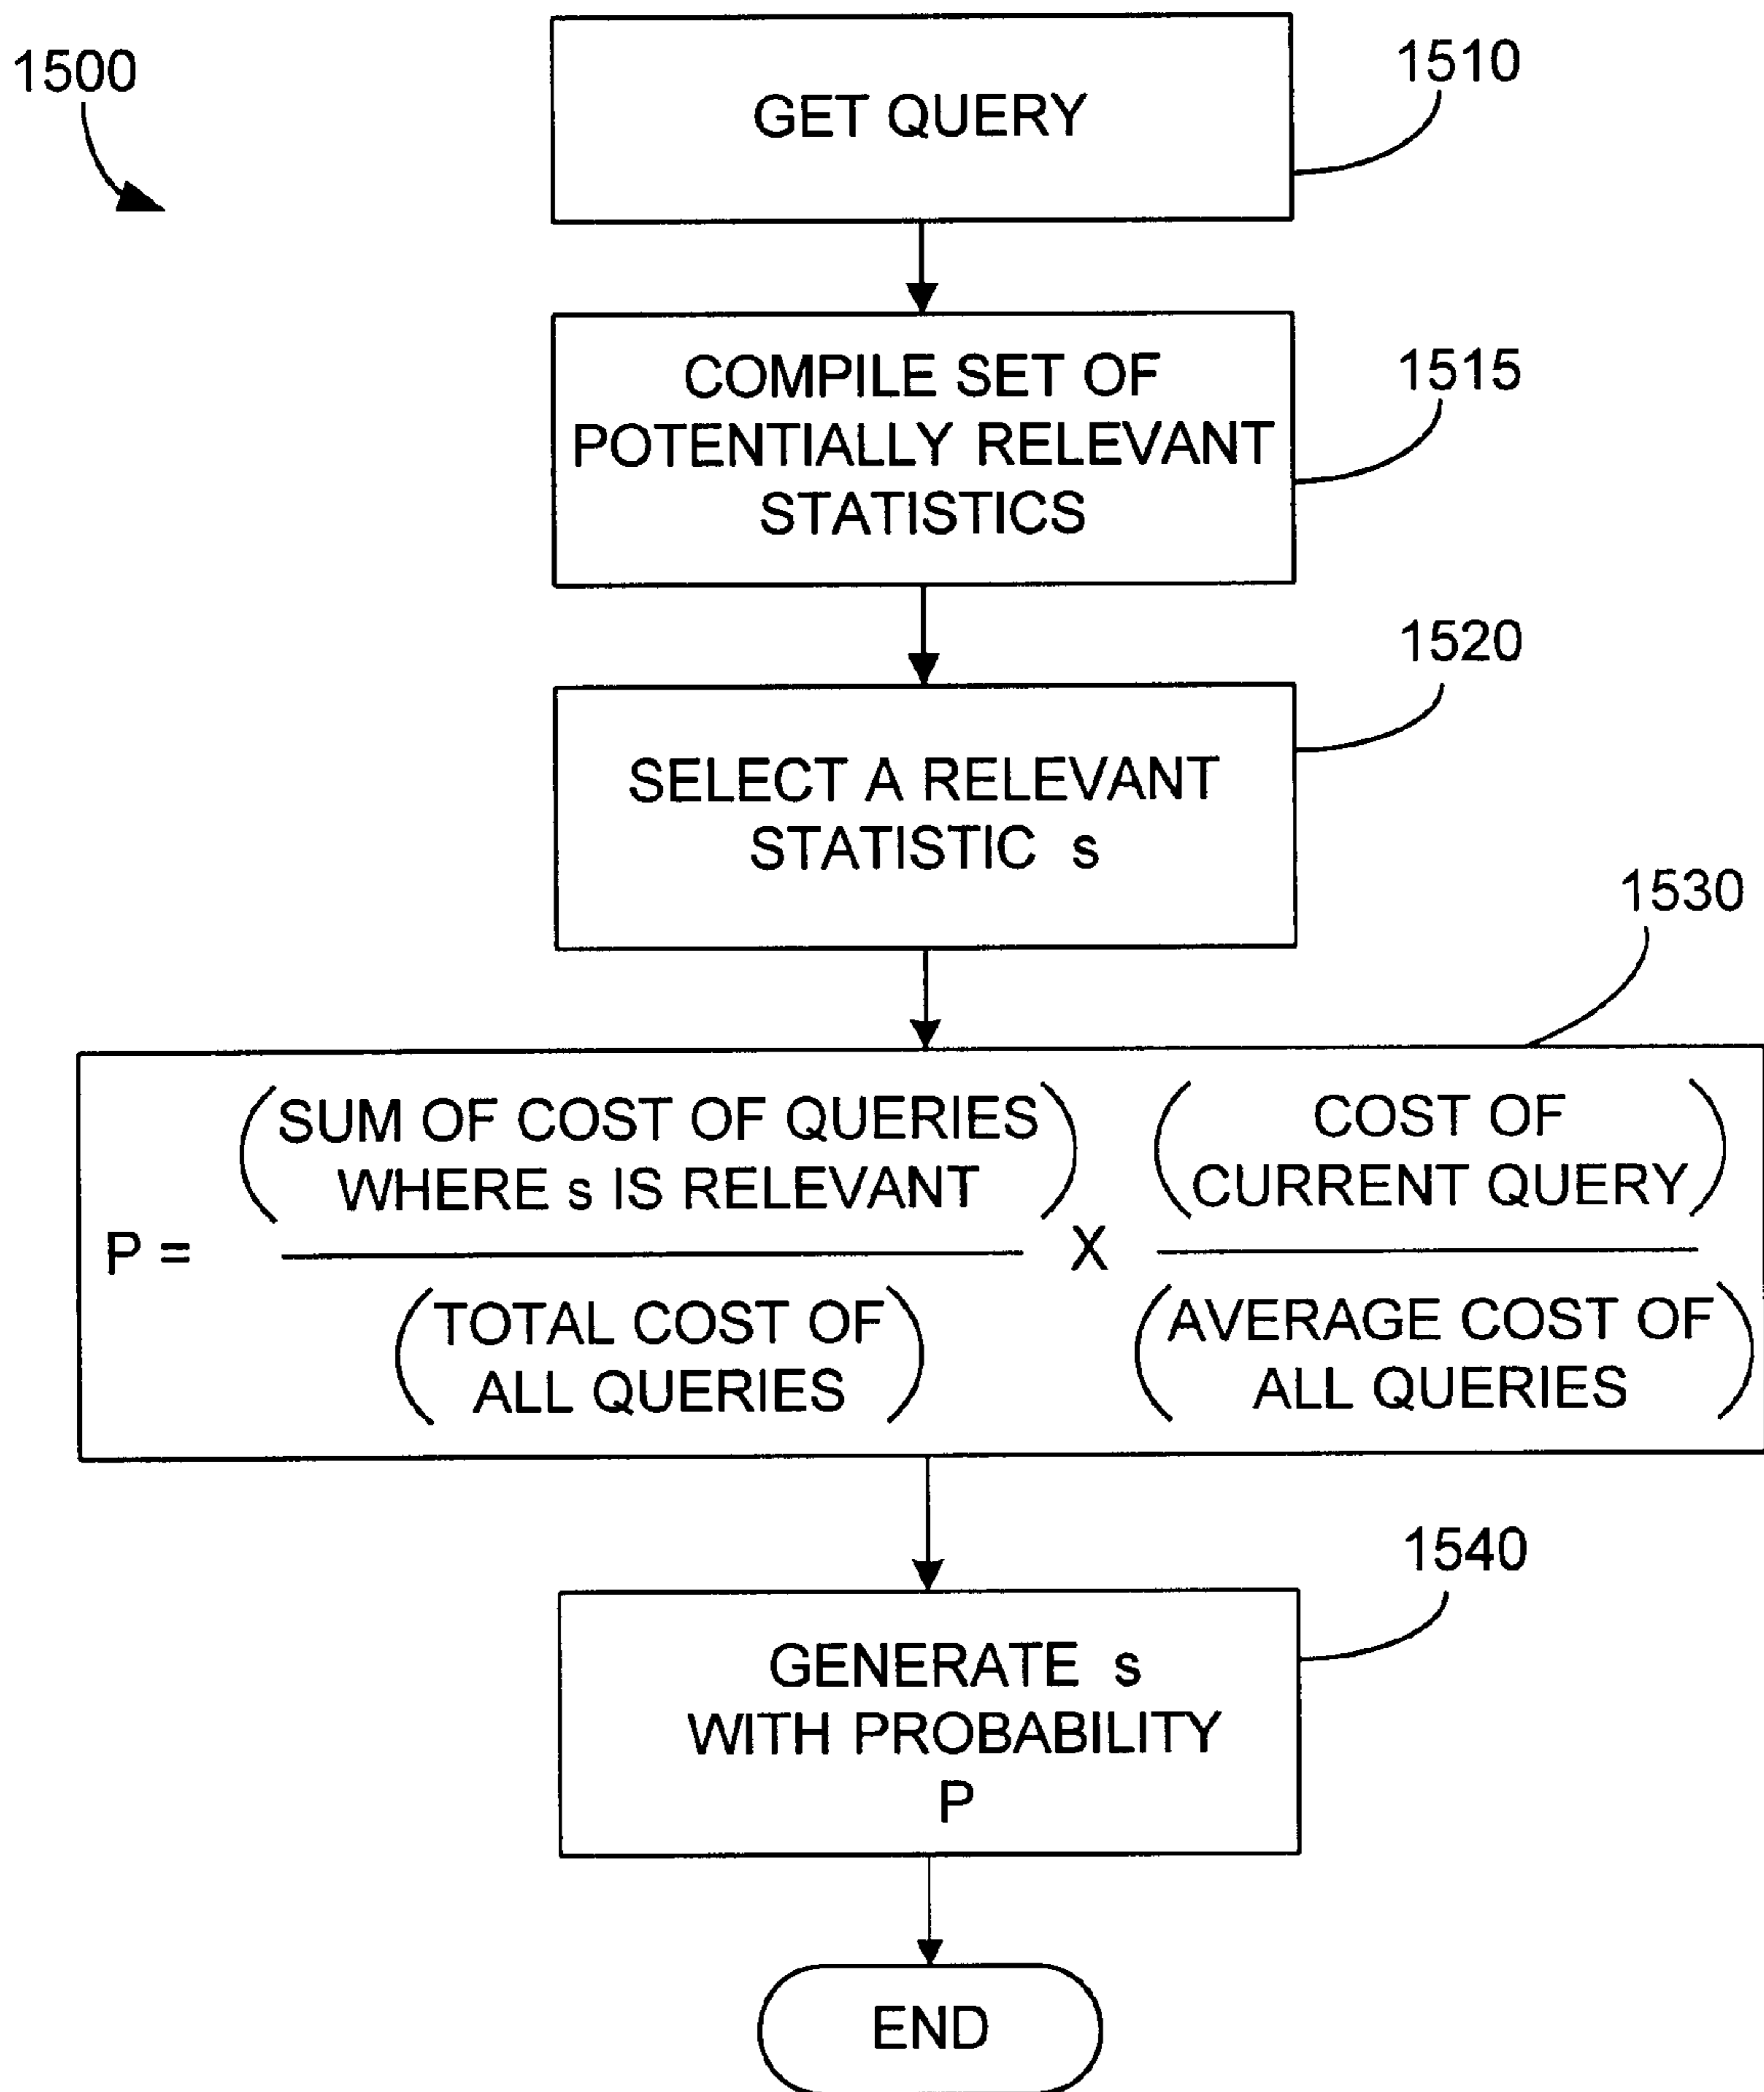 1500
GET QUERY
1510
COMPILE SET OF
POTENTIALLY RELEVANT
STATISTICS
1515
SELECT A RELEVANT
STATISTIC s
1520
1530
P =
(SUM OF COST OF QUERIES
WHERE s IS RELEVANT)
(TOTAL COST OF
ALL QUERIES)
X
(COST OF
CURRENT QUERY)
(AVERAGE COST OF
ALL QUERIES)
GENERATE s
WITH PROBABILITY
P
1540
END